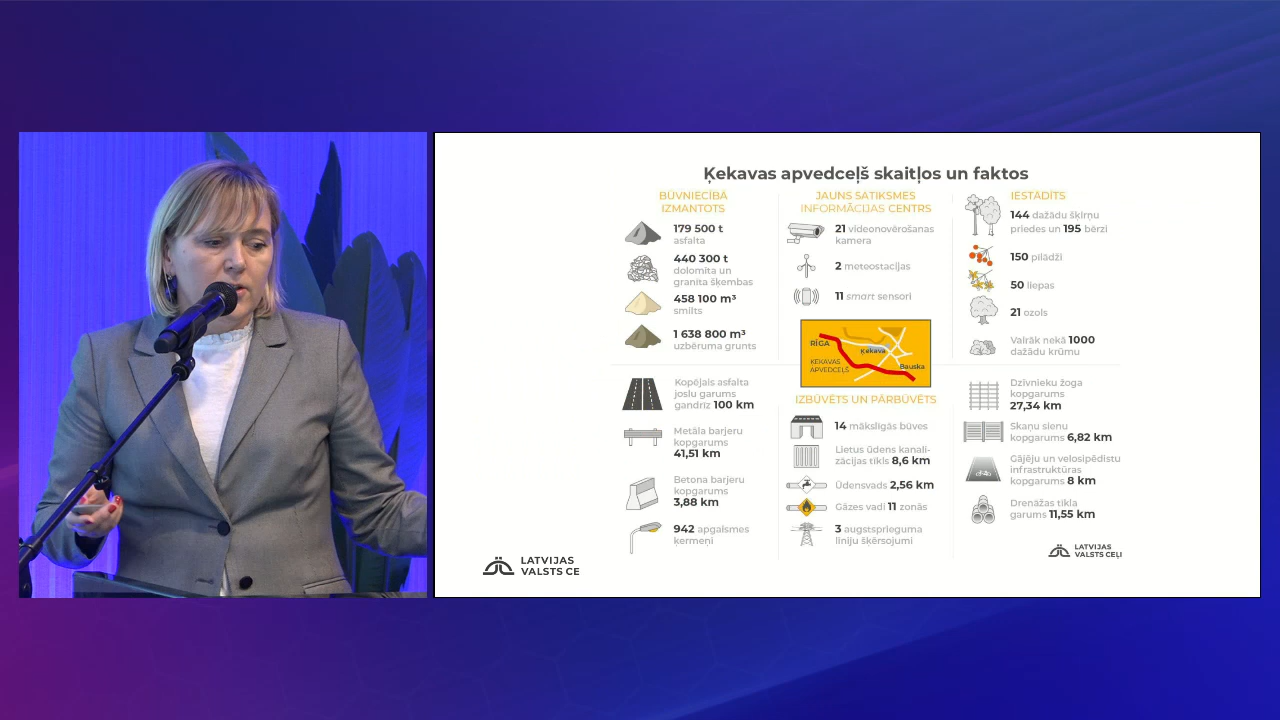 Ķekavas apvedceļš skaitļos un faktos
BŪVNIECĪBĀ
IZMANTOTS
179 500 t
asfalta
440 300 t
dolomīta un
granīta šķembas
458 100 m³
smilts
1 638 800 m³
uzbēruma grunts
Kopējais asfalta
joslu garums
gandrīz 100 km
Metāla barjeru
kopgarums
41,51 km
Betona barjeru
kopgarums
3,88 km
942 apgaismes
ķermeņi
JAUNS SATIKSMES
INFORMĀCIJAS CENTRS
21 videonovērošanas
kamera
2 meteostacijas
11 smart sensori
RĪGA
Ķekava
ĶEKAVAS
APVEDCEĻŠ
Bauska
IZBŪVĒTS UN PĀRBŪVĒTS
14 mākslīgās būves
Lietus ūdens kanali-
zācijas tīkls 8,6 km
Ūdensvads 2,56 km
Gāzes vadi 11 zonās
3 augstsprieguma
līniju šķērsojumi
IESTĀDĪTS
144 dažādu šķirņu
priedes un 195 bērzi
150 pīlādži
50 liepas
21 ozols
Vairāk nekā 1000
dažādu krūmu
Dzīvnieku žoga
kopgarums
27,34 km
Skaņu sienu
kopgarums 6,82 km
Gājēju un velosipēdistu
infrastruktūras
kopgarums 8 km
Drenāžas tīkla
garums 11,55 km
LATVIJAS
VALSTS CEĻI
LATVIJAS
VALSTS CE